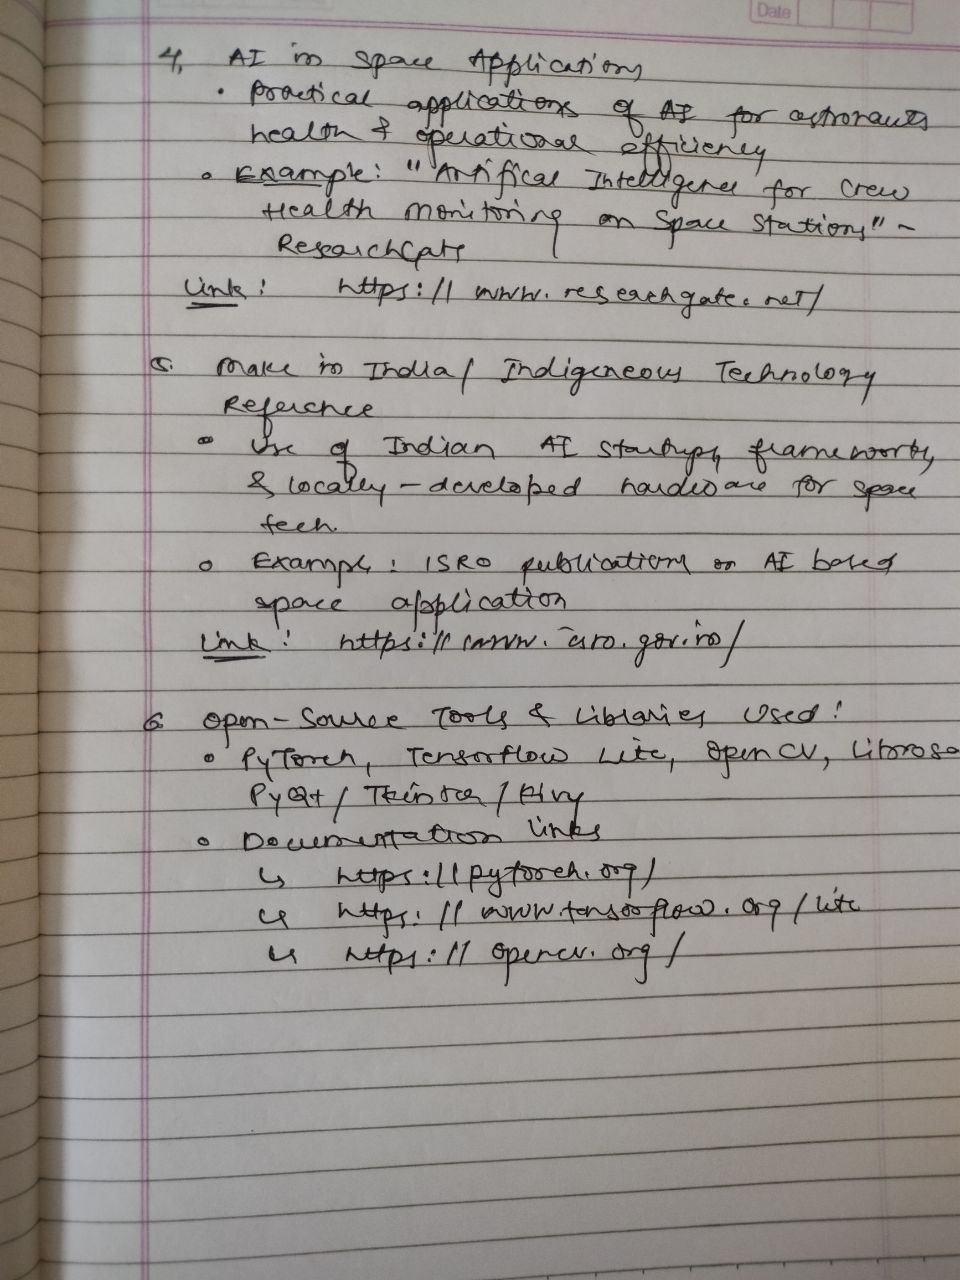 Date
4. AI in Space Applications
• Practical applications of AI for astronauts
health & operational efficiency
• Example: "Artifical Intelligence for Crew
Health Monitoring on Space Stations" -
ResearchGate
Link: https://www.researchgate.net/
5. Make in India / Indigeneous Technology
Reference
• Use of Indian AI startups, frameworks,
& locally-developed hardware for space
tech.
• Example: ISRO publications on AI based
space application
Link: https://www.isro.gov.in/
6. Open-Source Tools & Libraries Used:
• PyTorch, Tensorflow Lite, OpenCV, Librosa
PyQt / Tkinter / Kivy
• Documentation links
↳ https://pytorch.org/
↳ https://www.tensorflow.org/lite
↳ https://opencv.org/